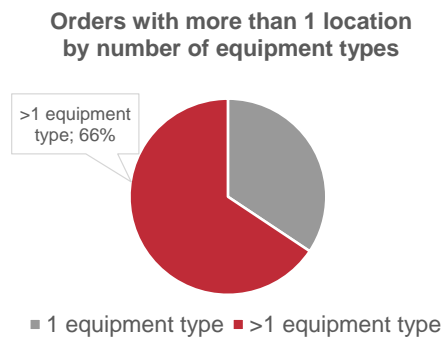 Orders with more than 1 location
by number of equipment types
>1 equipment
type; 66%
1 equipment type >1 equipment type